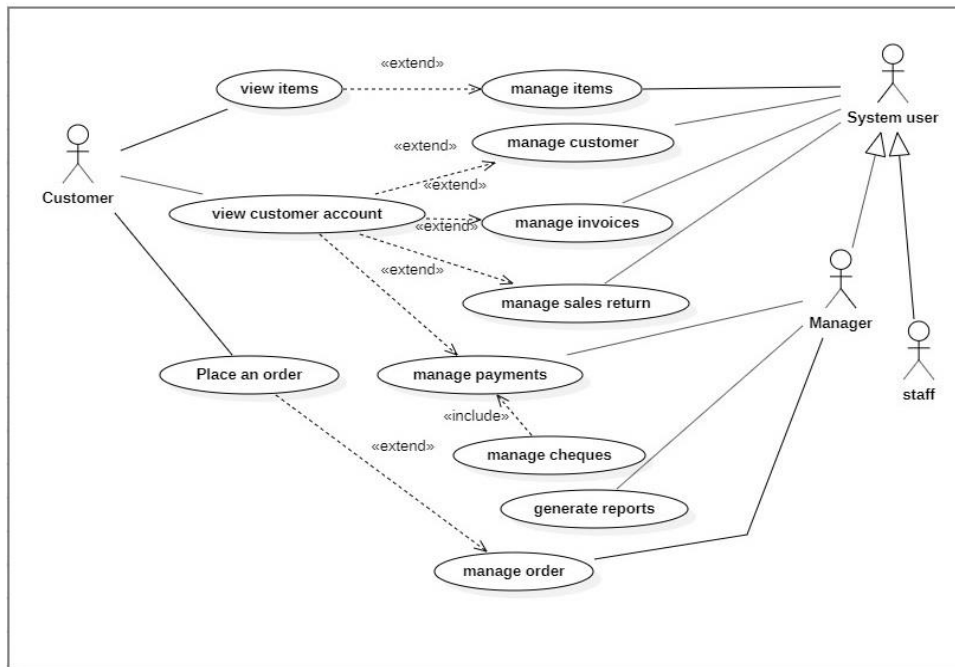 «extend»
view items
manage items
System user
manage customer
«extend»
«extend»
Customer
view customer account
manage invoices
«extend»
«extend»
manage sales return
Manager
Place an order
manage payments
staff
«include»
«extend»
manage cheques
generate reports
manage order